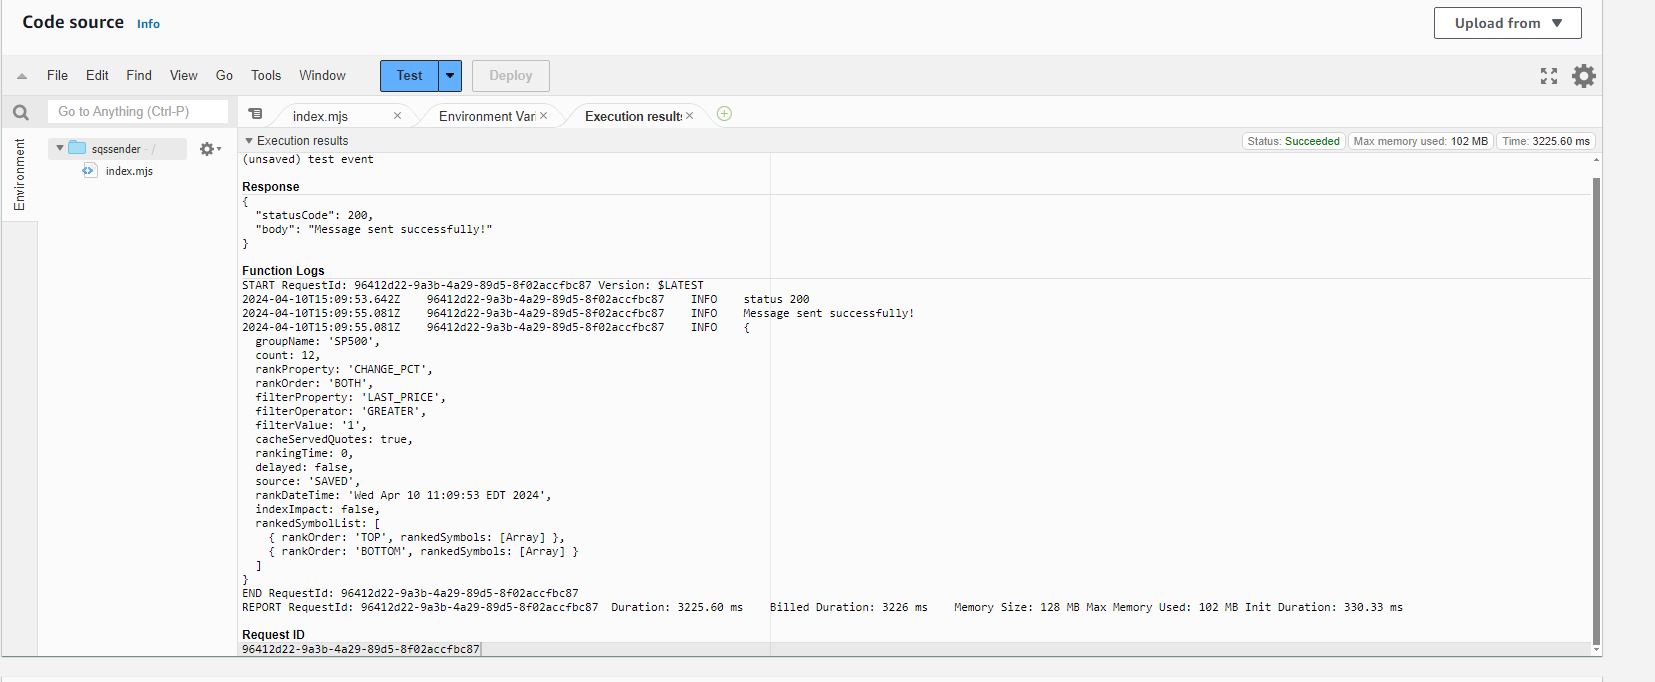 Code source Info
Upload from
File Edit Find View Go Tools Window Test Deploy
Go to Anything (Ctrl-P)
index.mjs Environment Var Execution results
Environment
sqssender - /
index.mjs
Execution results
Status: Succeeded Max memory used: 102 MB Time: 3225.60 ms
(unsaved) test event
Response
{
"statusCode": 200,
"body": "Message sent successfully!"
}
Function Logs
START RequestId: 96412d22-9a3b-4a29-89d5-8f02accfbc87 Version: $LATEST
2024-04-10T15:09:53.642Z 96412d22-9a3b-4a29-89d5-8f02accfbc87 INFO status 200
2024-04-10T15:09:55.081Z 96412d22-9a3b-4a29-89d5-8f02accfbc87 INFO Message sent successfully!
2024-04-10T15:09:55.081Z 96412d22-9a3b-4a29-89d5-8f02accfbc87 INFO {
groupName: 'SP500',
count: 12,
rankProperty: 'CHANGE_PCT',
rankOrder: 'BOTH',
filterProperty: 'LAST_PRICE',
filterOperator: 'GREATER',
filterValue: '1',
cacheServedQuotes: true,
rankingTime: 0,
delayed: false,
source: 'SAVED',
rankDateTime: 'Wed Apr 10 11:09:53 EDT 2024',
indexImpact: false,
rankedSymbolList: [
{ rankOrder: 'TOP', rankedSymbols: [Array] },
{ rankOrder: 'BOTTOM', rankedSymbols: [Array] }
]
}
END RequestId: 96412d22-9a3b-4a29-89d5-8f02accfbc87
REPORT RequestId: 96412d22-9a3b-4a29-89d5-8f02accfbc87 Duration: 3225.60 ms Billed Duration: 3226 ms Memory Size: 128 MB Max Memory Used: 102 MB Init Duration: 330.33 ms
Request ID
96412d22-9a3b-4a29-89d5-8f02accfbc87